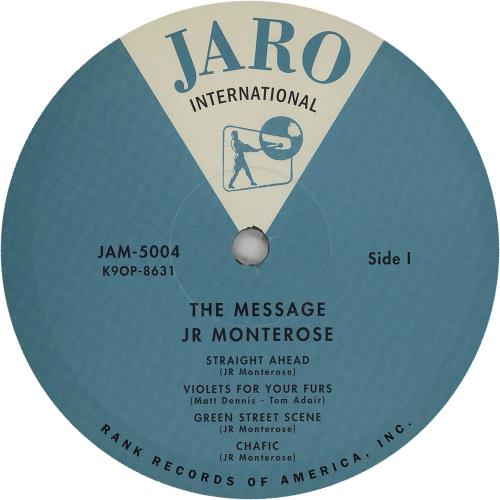 JARO
INTERNATIONAL
JAM-5004
K9OP-8631
Side I
THE MESSAGE
JR MONTEROSE
STRAIGHT AHEAD
(JR Monterose)
VIOLETS FOR YOUR FURS
(Matt Dennis - Tom Adair)
GREEN STREET SCENE
(JR Monterose)
CHAFIC
(JR Monterose)
RANK RECORDS OF AMERICA, INC.